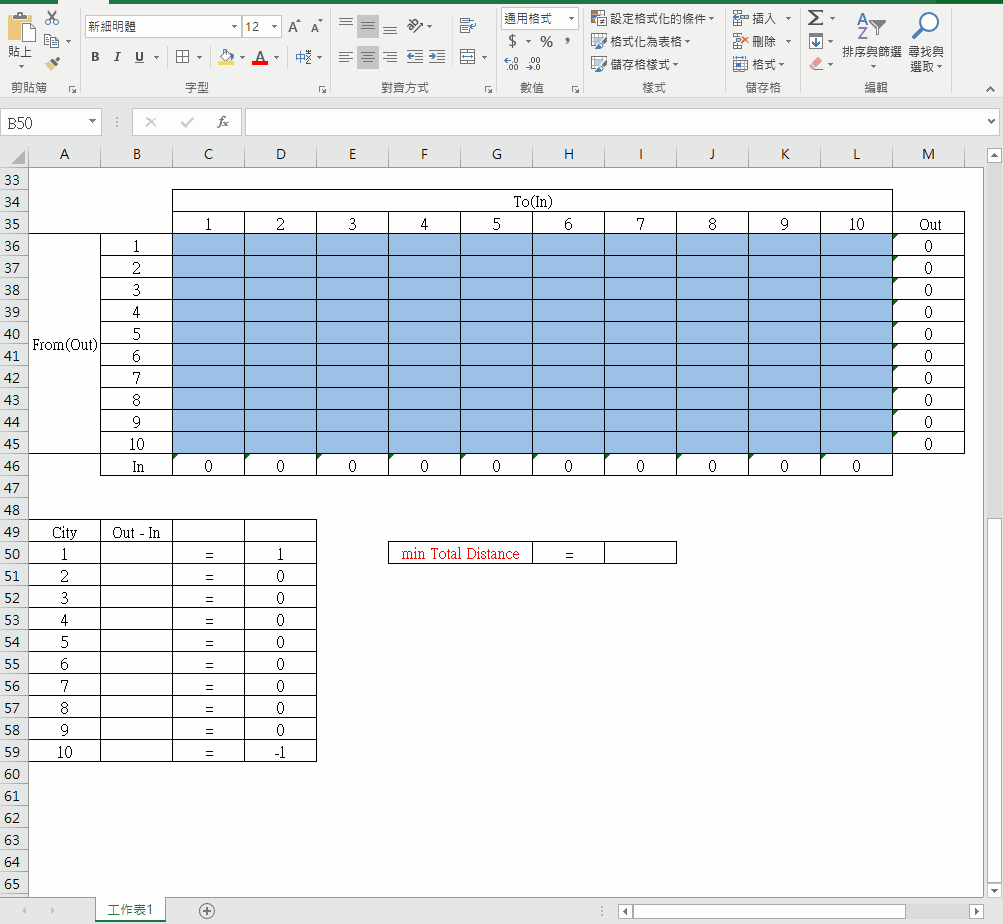 新細明體 12 通用格式 設定格式化的條件 插入
貼上 B I U A 中 $ % , 格式化為表格 刪除 排序與篩選 尋找與選取
儲存格樣式 格式
剪貼簿 字型 對齊方式 數值 樣式 儲存格 編輯
B50 fx
A B C D E F G H I J K L M
33
34 To(In)
35 1 2 3 4 5 6 7 8 9 10 Out
36 1 0
37 2 0
38 3 0
39 4 0
40 5 0
From(Out)
41 6 0
42 7 0
43 8 0
44 9 0
45 10 0
46 In 0 0 0 0 0 0 0 0 0 0
47
48
49 City Out - In
50 1 = 1 min Total Distance =
51 2 = 0
52 3 = 0
53 4 = 0
54 5 = 0
55 6 = 0
56 7 = 0
57 8 = 0
58 9 = 0
59 10 = -1
60
61
62
63
64
65
工作表1